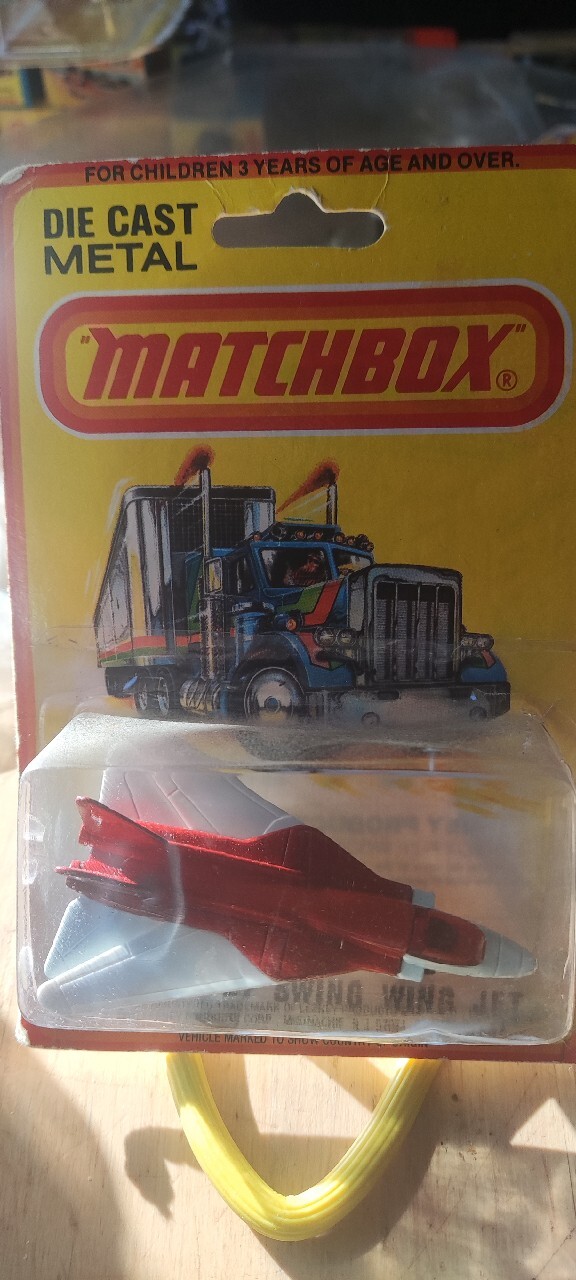 FOR CHILDREN 3 YEARS OF AGE AND OVER.
DIE CAST
METAL
"MATCHBOX"®
27 SWING WING JET
VEHICLE MARKED TO SHOW COUNTRY OF ORIGIN